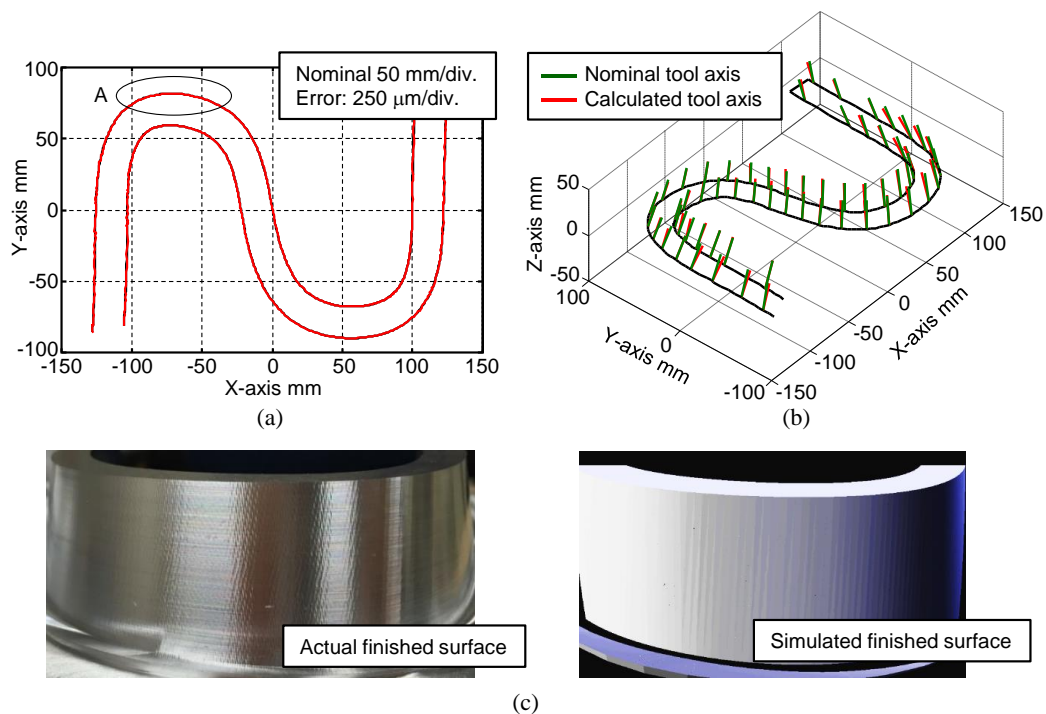 100
50
0
-50
-100
-150
-100
-50
0
50
100
150
Y-axis mm
X-axis mm
A
Nominal 50 mm/div.
Error: 250 μm/div.
(a)
Nominal tool axis
Calculated tool axis
50
0
-50
Z-axis mm
100
0
-100
Y-axis mm
-150
-100
-50
0
50
100
150
X-axis mm
(b)
Actual finished surface
Simulated finished surface
(c)